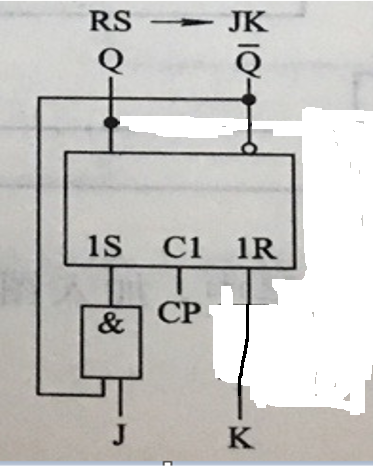 RS → JK
Q Q̅
1S C1 1R
& CP
J K